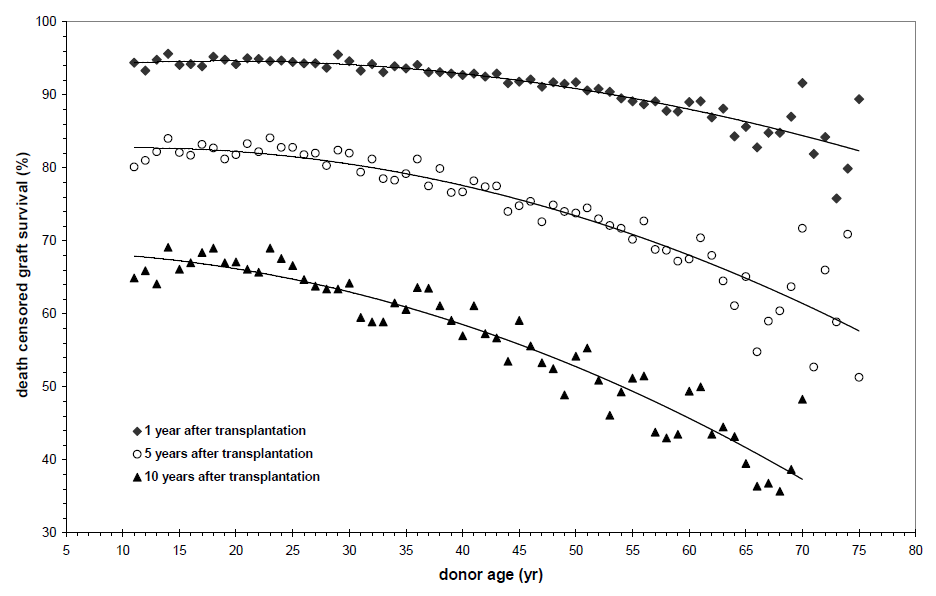 death censored graft survival (%)
100
90
80
70
60
50
40
30
1 year after transplantation
5 years after transplantation
10 years after transplantation
5 10 15 20 25 30 35 40 45 50 55 60 65 70 75 80
donor age (yr)